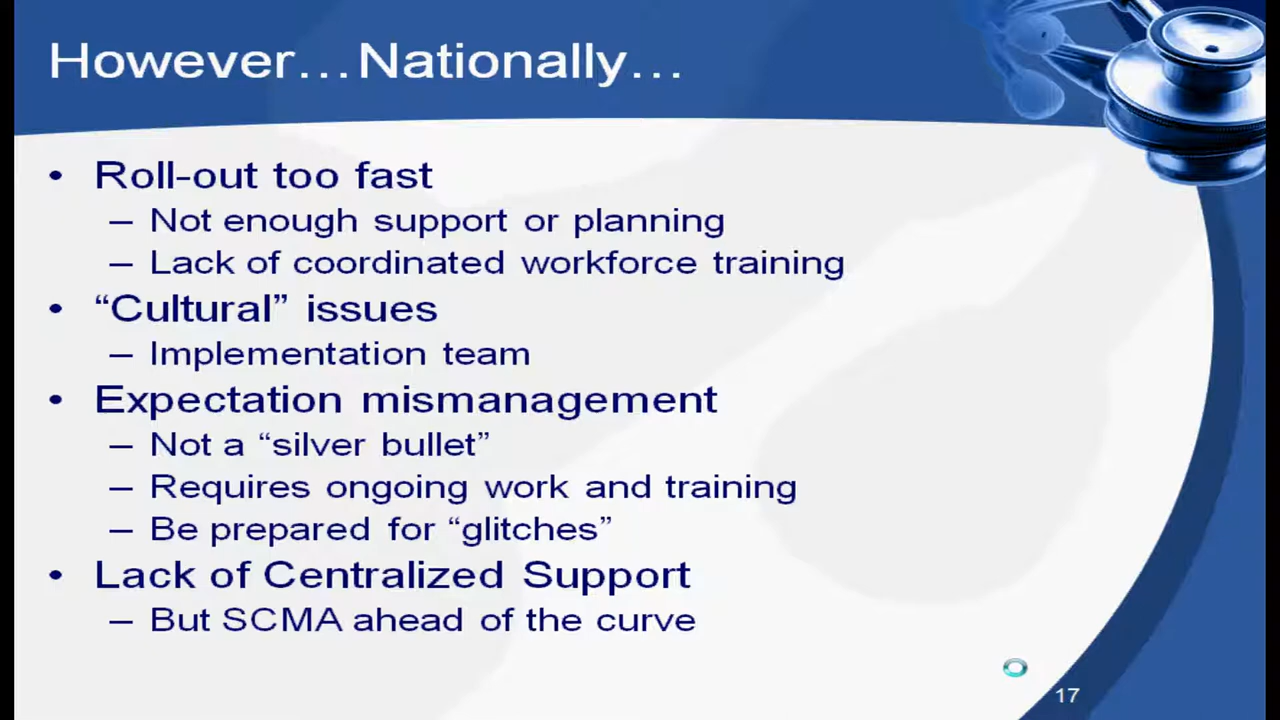 However…Nationally…
• Roll-out too fast
– Not enough support or planning
– Lack of coordinated workforce training
• “Cultural” issues
– Implementation team
• Expectation mismanagement
– Not a “silver bullet”
– Requires ongoing work and training
– Be prepared for “glitches”
• Lack of Centralized Support
– But SCMA ahead of the curve
17